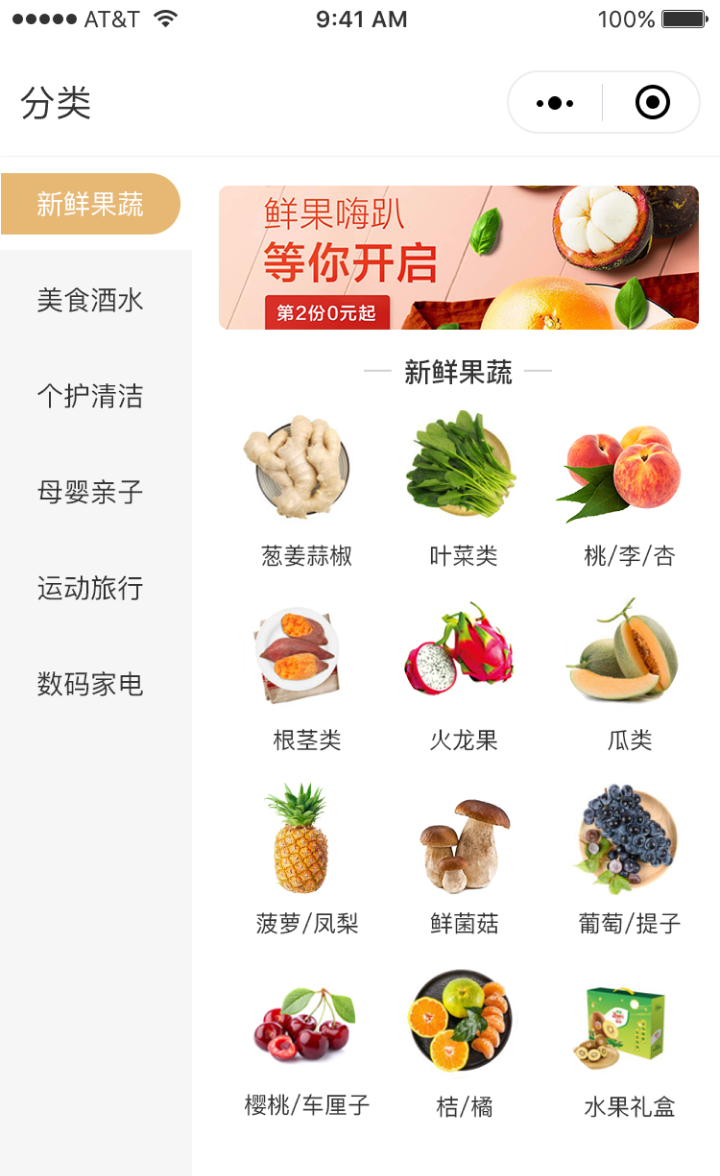 AT&T 9:41 AM 100%
分类
新鲜果蔬
美食酒水
个护清洁
母婴亲子
运动旅行
数码家电
鲜果嗨趴
等你开启
第2份0元起
新鲜果蔬
葱姜蒜椒 叶菜类 桃/李/杏
根茎类 火龙果 瓜类
菠萝/凤梨 鲜菌菇 葡萄/提子
樱桃/车厘子 桔/橘 水果礼盒